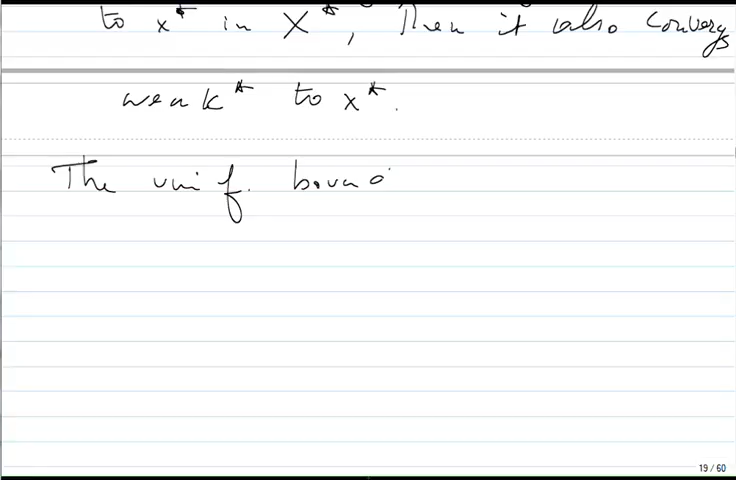 to x* in X*, then it also converges
weak* to x*.
The unif. bound
19 / 60